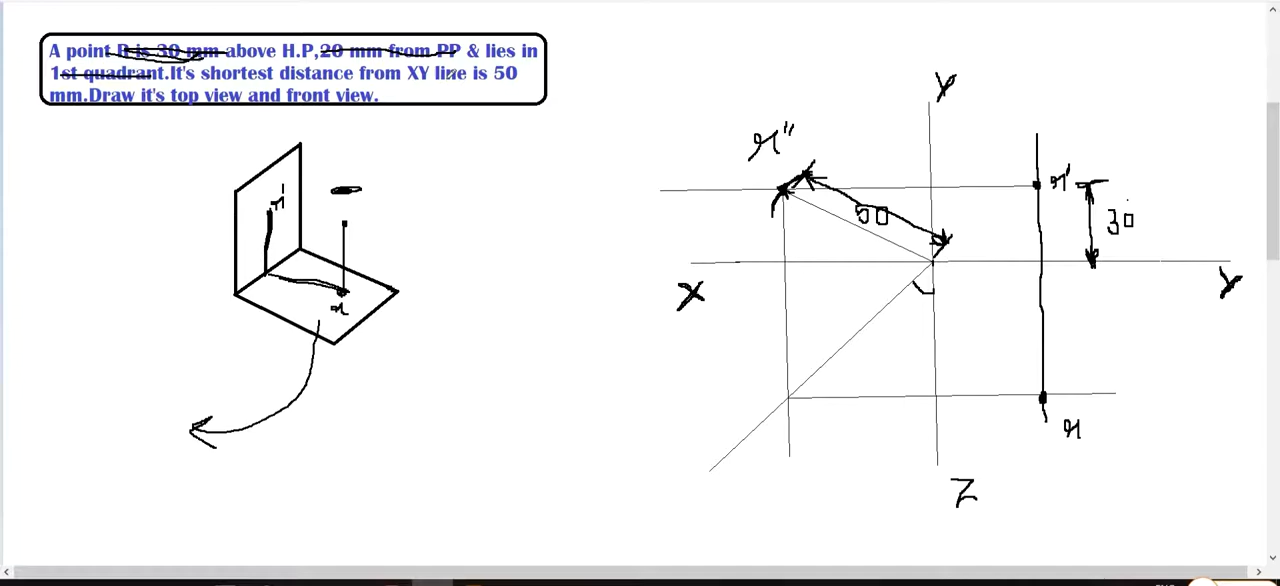 A point R is 30 mm above H.P,20 mm from PP & lies in
1st quadrant.It's shortest distance from XY line is 50
mm.Draw it's top view and front view.
Y
r"
r'
50
30
r'
X
Y
r
r
Z